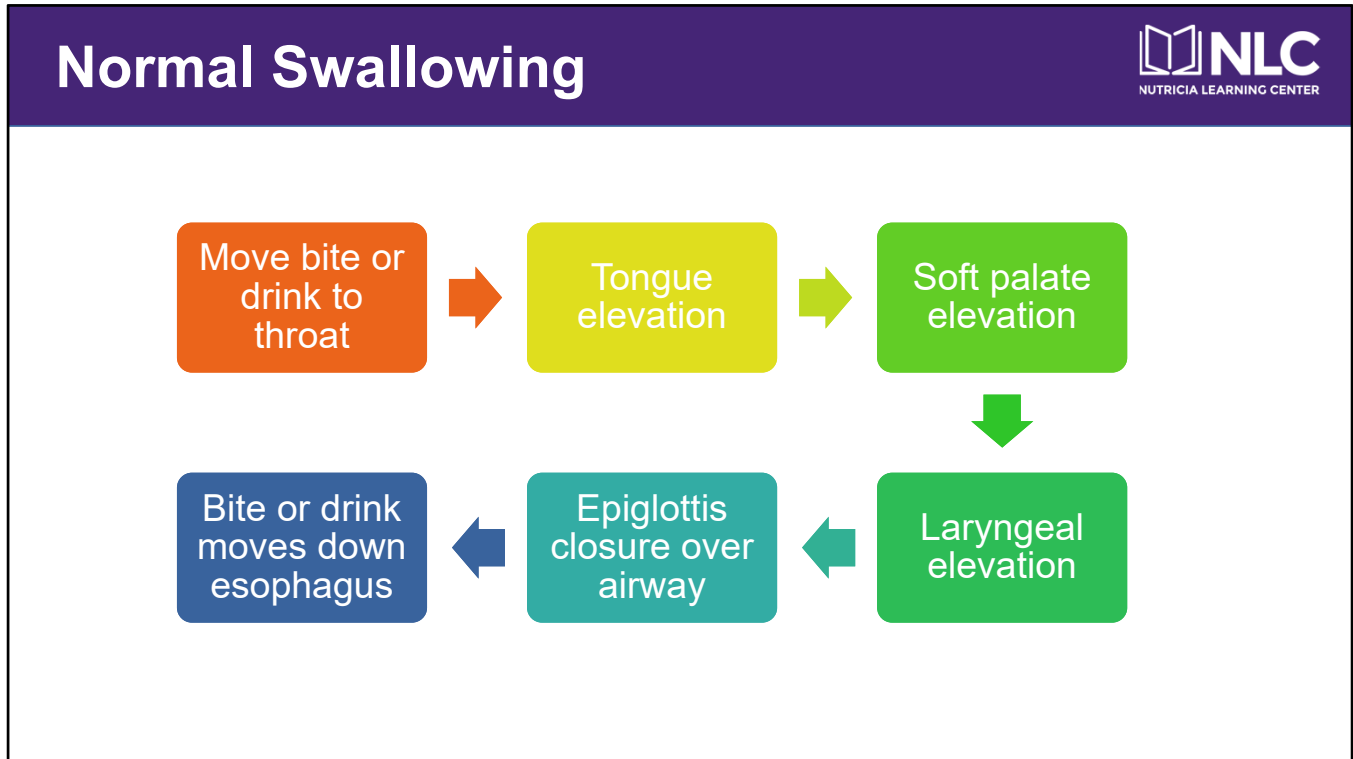 Normal Swallowing
NLC
NUTRICIA LEARNING CENTER
Move bite or
drink to
throat
Tongue
elevation
Soft palate
elevation
Laryngeal
elevation
Epiglottis
closure over
airway
Bite or drink
moves down
esophagus